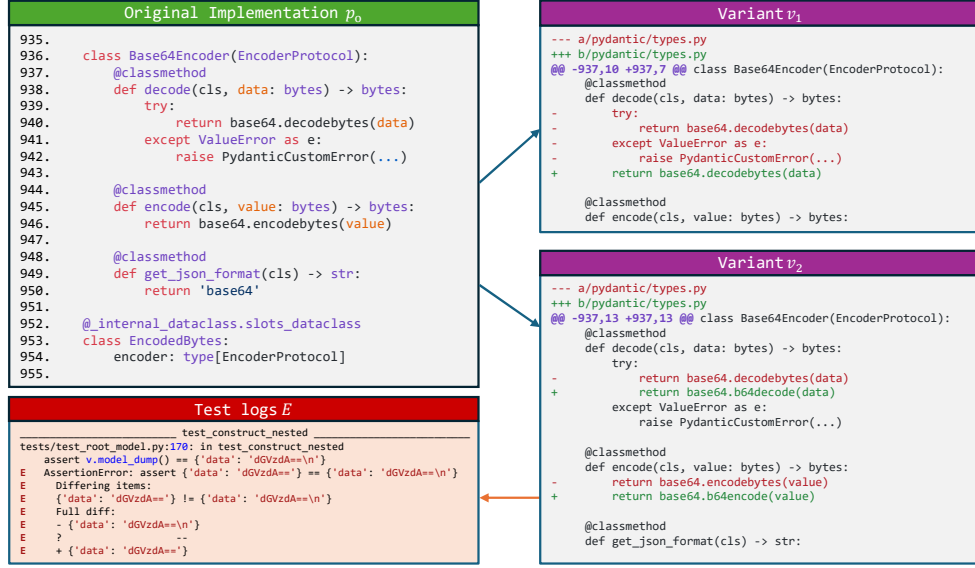 Original Implementation pₒ
935.
936. class Base64Encoder(EncoderProtocol):
937.     @classmethod
938.     def decode(cls, data: bytes) -> bytes:
939.         try:
940.             return base64.decodebytes(data)
941.         except ValueError as e:
942.             raise PydanticCustomError(...)
943.
944.     @classmethod
945.     def encode(cls, value: bytes) -> bytes:
946.         return base64.encodebytes(value)
947.
948.     @classmethod
949.     def get_json_format(cls) -> str:
950.         return 'base64'
951.
952. @_internal_dataclass.slots_dataclass
953. class EncodedBytes:
954.     encoder: type[EncoderProtocol]
955.
Test logs E
_______________________ test_construct_nested _______________________
tests/test_root_model.py:170: in test_construct_nested
    assert v.model_dump() == {'data': 'dGVzdA==\n'}
E   AssertionError: assert {'data': 'dGVzdA=='} == {'data': 'dGVzdA==\n'}
E     Differing items:
E     {'data': 'dGVzdA=='} != {'data': 'dGVzdA==\n'}
E     Full diff:
E     - {'data': 'dGVzdA==\n'}
E     ?                 --
E     + {'data': 'dGVzdA=='}
Variant v₁
--- a/pydantic/types.py
+++ b/pydantic/types.py
@@ -937,10 +937,7 @@ class Base64Encoder(EncoderProtocol):
     @classmethod
     def decode(cls, data: bytes) -> bytes:
-        try:
-            return base64.decodebytes(data)
-        except ValueError as e:
-            raise PydanticCustomError(...)
+        return base64.decodebytes(data)
     @classmethod
     def encode(cls, value: bytes) -> bytes:
Variant v₂
--- a/pydantic/types.py
+++ b/pydantic/types.py
@@ -937,13 +937,13 @@ class Base64Encoder(EncoderProtocol):
     @classmethod
     def decode(cls, data: bytes) -> bytes:
         try:
-            return base64.decodebytes(data)
+            return base64.b64decode(data)
         except ValueError as e:
             raise PydanticCustomError(...)
     @classmethod
     def encode(cls, value: bytes) -> bytes:
-        return base64.encodebytes(value)
+        return base64.b64encode(value)
     @classmethod
     def get_json_format(cls) -> str: